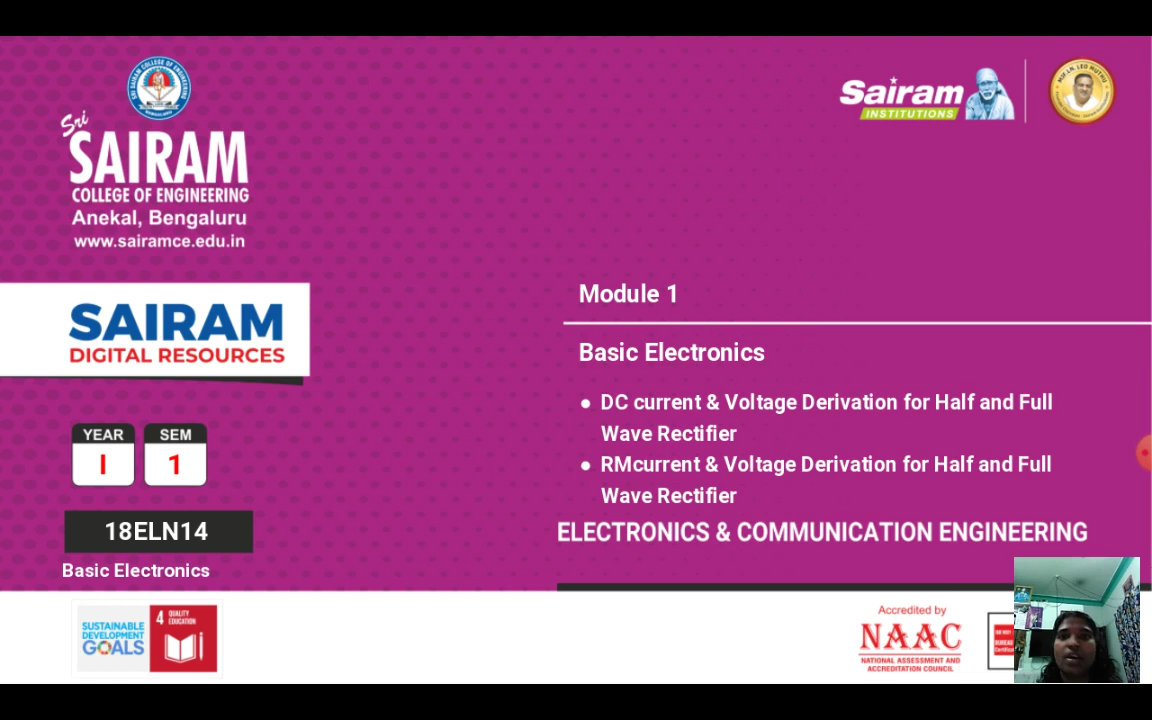 Sri
SAIRAM
COLLEGE OF ENGINEERING
Anekal, Bengaluru
www.sairamce.edu.in
Sairam
INSTITUTIONS
SAIRAM
DIGITAL RESOURCES
YEAR
I
SEM
1
18ELN14
Basic Electronics
Module 1
Basic Electronics
● DC current & Voltage Derivation for Half and Full
Wave Rectifier
● RMcurrent & Voltage Derivation for Half and Full
Wave Rectifier
ELECTRONICS & COMMUNICATION ENGINEERING
SUSTAINABLE
DEVELOPMENT
GOALS
4 QUALITY
EDUCATION
Accredited by
NAAC
NATIONAL ASSESSMENT AND
ACCREDITATION COUNCIL